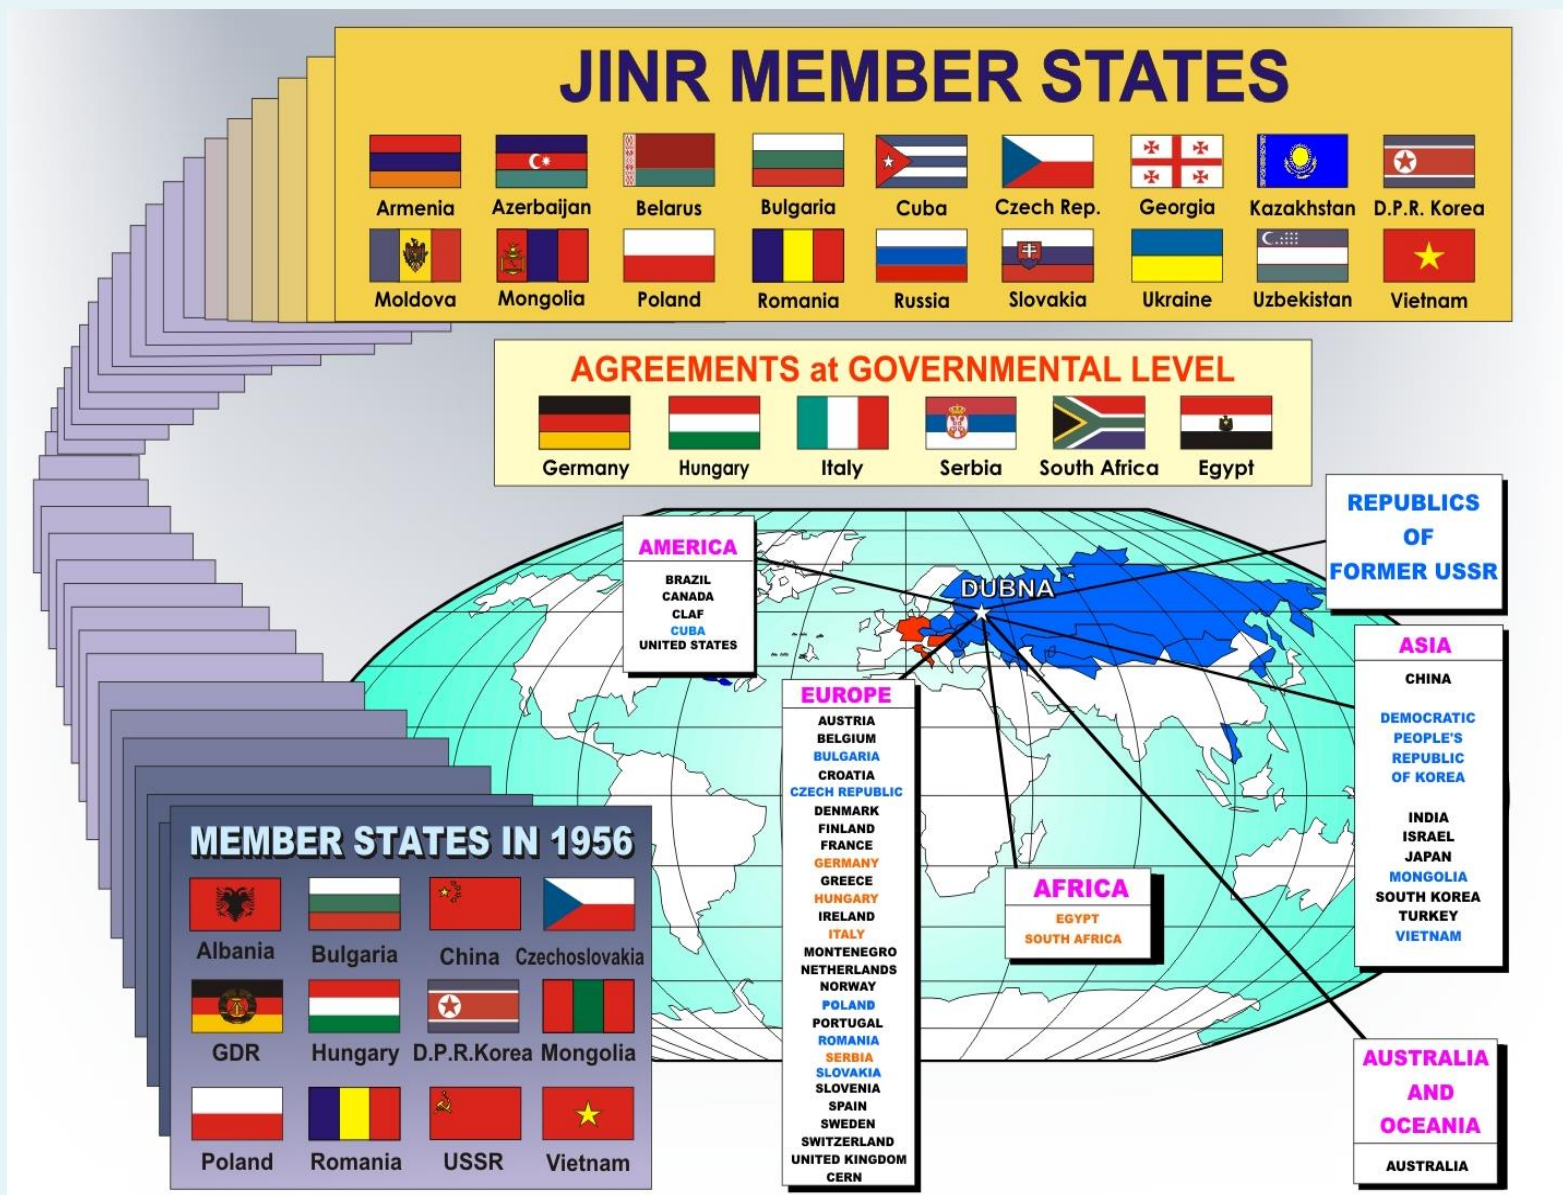 JINR MEMBER STATES
Armenia Azerbaijan Belarus Bulgaria Cuba Czech Rep. Georgia Kazakhstan D.P.R. Korea
Moldova Mongolia Poland Romania Russia Slovakia Ukraine Uzbekistan Vietnam
AGREEMENTS at GOVERNMENTAL LEVEL
Germany Hungary Italy Serbia South Africa Egypt
REPUBLICS
OF
FORMER USSR
AMERICA
BRAZIL
CANADA
CLAF
CUBA
UNITED STATES
DUBNA
ASIA
CHINA
DEMOCRATIC
PEOPLE'S
REPUBLIC
OF KOREA
INDIA
ISRAEL
JAPAN
MONGOLIA
SOUTH KOREA
TURKEY
VIETNAM
EUROPE
AUSTRIA
BELGIUM
BULGARIA
CROATIA
CZECH REPUBLIC
DENMARK
FINLAND
FRANCE
GERMANY
GREECE
HUNGARY
IRELAND
ITALY
MONTENEGRO
NETHERLANDS
NORWAY
POLAND
PORTUGAL
ROMANIA
SERBIA
SLOVAKIA
SLOVENIA
SPAIN
SWEDEN
SWITZERLAND
UNITED KINGDOM
CERN
AFRICA
EGYPT
SOUTH AFRICA
AUSTRALIA
AND
OCEANIA
AUSTRALIA
MEMBER STATES IN 1956
Albania Bulgaria China Czechoslovakia
GDR Hungary D.P.R.Korea Mongolia
Poland Romania USSR Vietnam